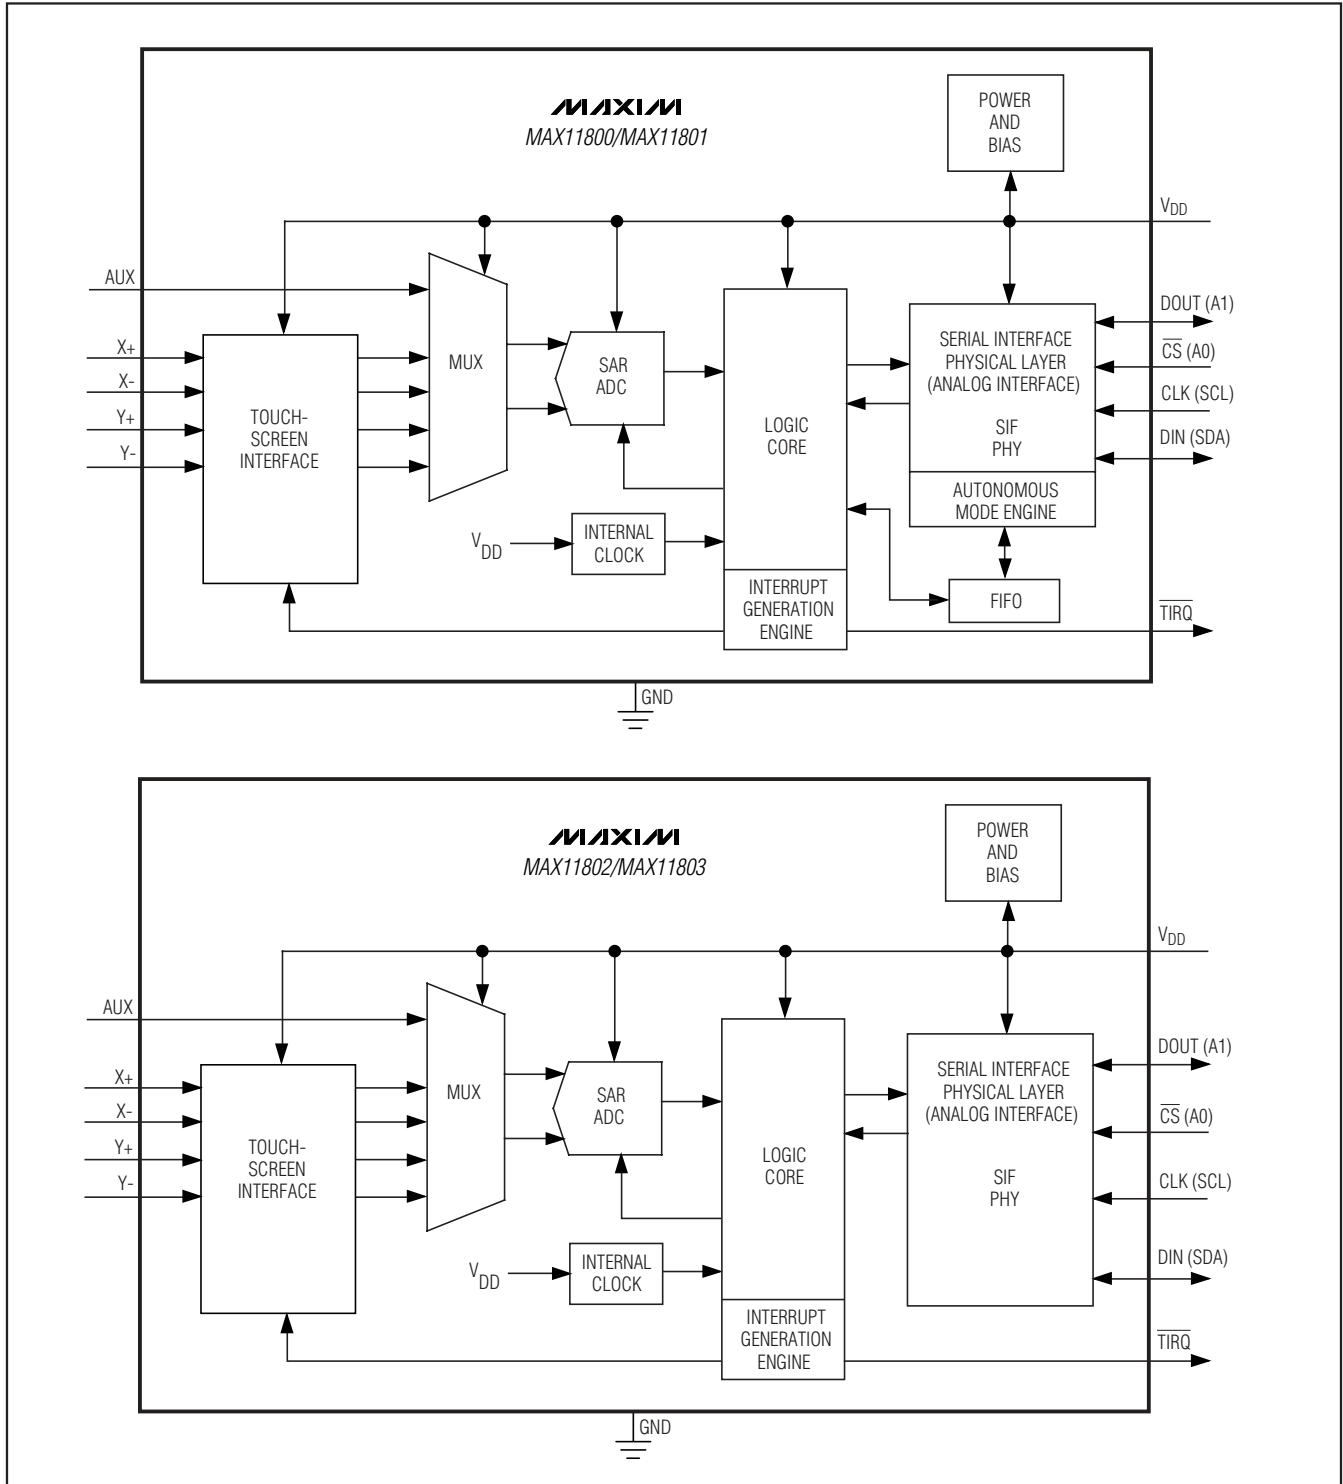 MAXIM
MAX11800/MAX11801
POWER
AND
BIAS
VDD
AUX
X+
X-
Y+
Y-
TOUCH-
SCREEN
INTERFACE
MUX
SAR
ADC
LOGIC
CORE
SERIAL INTERFACE
PHYSICAL LAYER
(ANALOG INTERFACE)
SIF
PHY
AUTONOMOUS
MODE ENGINE
DOUT (A1)
CS (A0)
CLK (SCL)
DIN (SDA)
VDD
INTERNAL
CLOCK
INTERRUPT
GENERATION
ENGINE
FIFO
TIRQ
GND
MAXIM
MAX11802/MAX11803
POWER
AND
BIAS
VDD
AUX
X+
X-
Y+
Y-
TOUCH-
SCREEN
INTERFACE
MUX
SAR
ADC
LOGIC
CORE
SERIAL INTERFACE
PHYSICAL LAYER
(ANALOG INTERFACE)
SIF
PHY
DOUT (A1)
CS (A0)
CLK (SCL)
DIN (SDA)
VDD
INTERNAL
CLOCK
INTERRUPT
GENERATION
ENGINE
TIRQ
GND